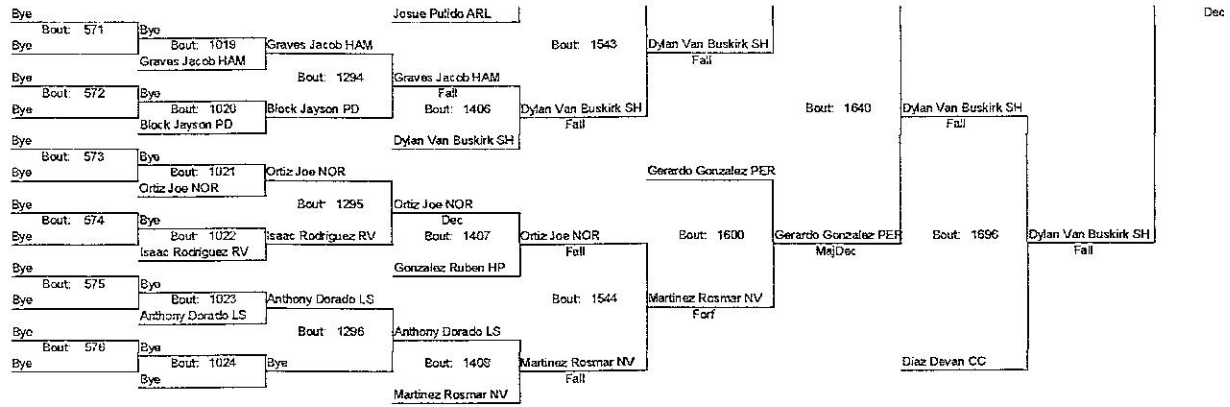 Bye Josue Pulido ARL Dec
Bout: 571 Bye
Bye Bout: 1019 Graves Jacob HAM Bout: 1543 Dylan Van Buskirk SH
Graves Jacob HAM Fall
Bye Bout: 1294 Graves Jacob HAM
Bout: 572 Bye Fall
Bye Bout: 1020 Block Jayson PD Bout: 1406 Dylan Van Buskirk SH Bout: 1640 Dylan Van Buskirk SH
Block Jayson PD Fall Fall
Bye Dylan Van Buskirk SH
Bout: 573 Bye
Bye Bout: 1021 Ortiz Joe NOR Gerardo Gonzalez PER
Ortiz Joe NOR
Bye Bout: 1295 Ortiz Joe NOR
Bout: 574 Bye Dec
Bye Bout: 1022 Isaac Rodriguez RV Bout: 1407 Ortiz Joe NOR Bout: 1600 Gerardo Gonzalez PER Bout: 1696 Dylan Van Buskirk SH
Isaac Rodriguez RV Fall MajDec Fall
Bye Gonzalez Ruben HP
Bout: 575 Bye
Bye Bout: 1023 Anthony Dorado LS Bout: 1544 Martinez Rosmar NV
Anthony Dorado LS Forf
Bye Bout: 1296 Anthony Dorado LS
Bout: 576 Bye
Bye Bout: 1024 Bye Bout: 1408 Martinez Rosmar NV Diaz Devan CC
Bye Fall
Martinez Rosmar NV